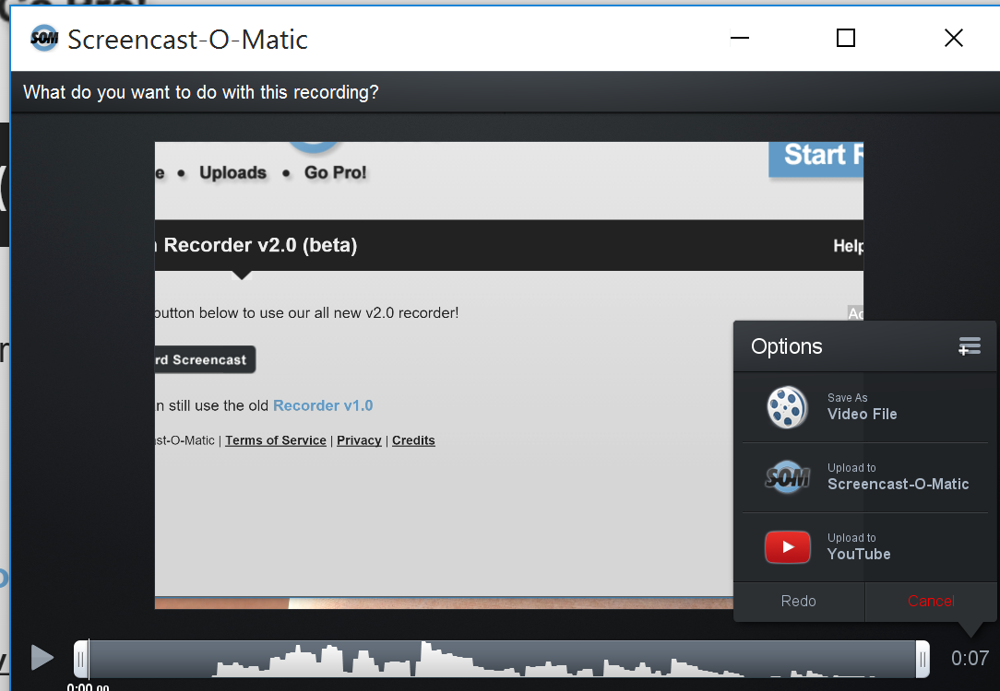 Go Pro!
SOM Screencast-O-Matic
What do you want to do with this recording?
Uploads • Go Pro!
Start
Recorder v2.0 (beta)
Help
button below to use our all new v2.0 recorder!
Screencast
still use the old Recorder v1.0
st-O-Matic | Terms of Service | Privacy | Credits
Options
Save As
Video File
SOM
Upload to
Screencast-O-Matic
Upload to
YouTube
Redo
Cancel
0:07
0:00.00